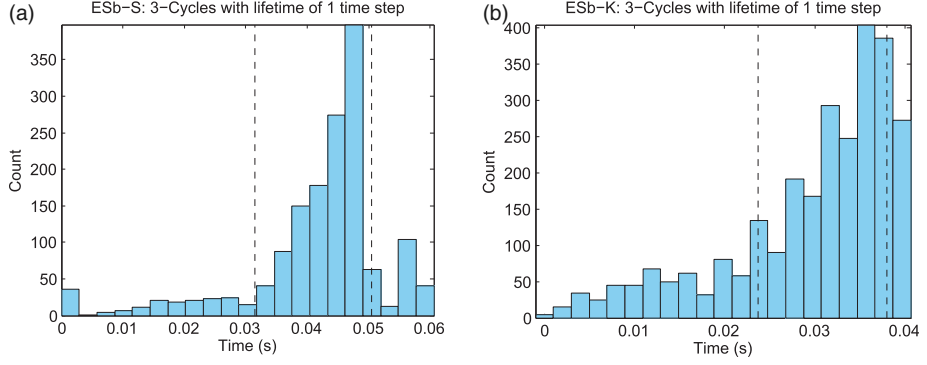 (a)
ESb−S: 3−Cycles with lifetime of 1 time step
350
300
250
200
150
100
50
0
Count
0 0.01 0.02 0.03 0.04 0.05 0.06
Time (s)
(b)
ESb−K: 3−Cycles with lifetime of 1 time step
400
350
300
250
200
150
100
50
0
Count
0 0.01 0.02 0.03 0.04
Time (s)